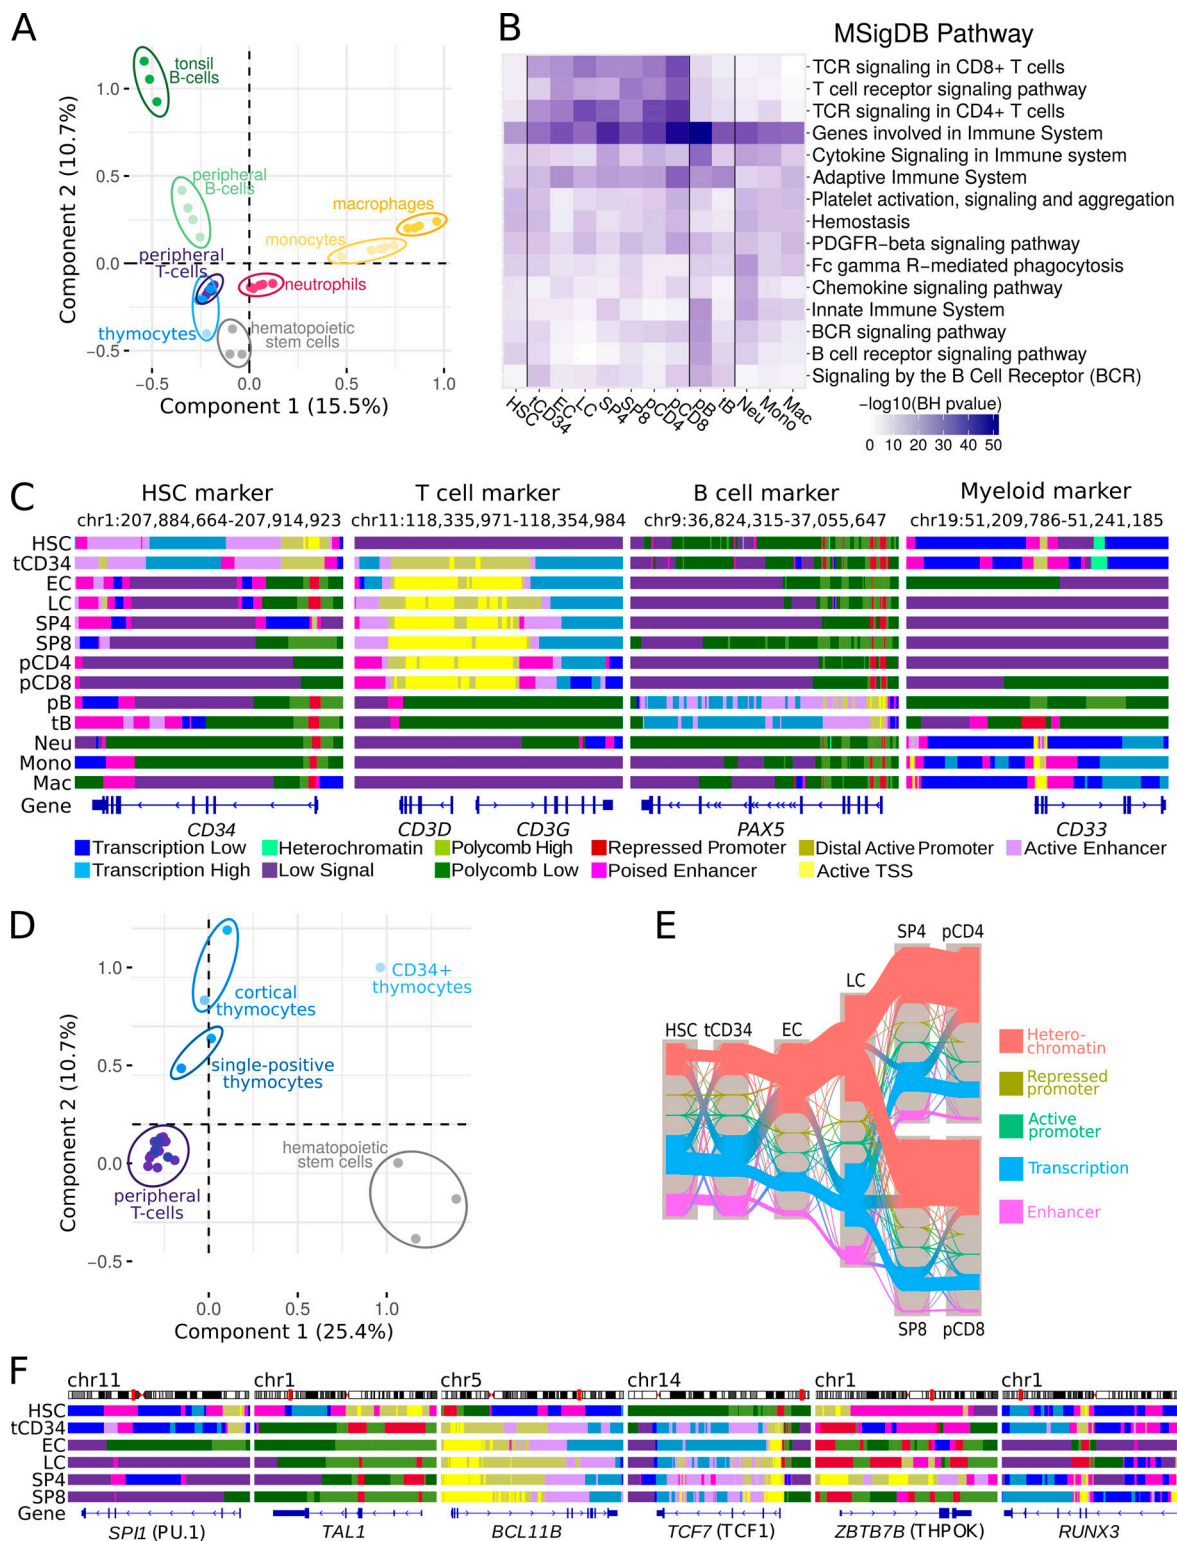 A
tonsil
B-cells
peripheral
B-cells
macrophages
monocytes
peripheral
T-cells
neutrophils
thymocytes
hematopoietic
stem cells
1.0
0.5
0.0
−0.5
−0.5
0.0
0.5
1.0
Component 1 (15.5%)
Component 2 (10.7%)
B
MSigDB Pathway
TCR signaling in CD8+ T cells
T cell receptor signaling pathway
TCR signaling in CD4+ T cells
Genes involved in Immune System
Cytokine Signaling in Immune system
Adaptive Immune System
Platelet activation, signaling and aggregation
Hemostasis
PDGFR−beta signaling pathway
Fc gamma R−mediated phagocytosis
Chemokine signaling pathway
Innate Immune System
BCR signaling pathway
B cell receptor signaling pathway
Signaling by the B Cell Receptor (BCR)
HSC
tCD34
EC
LC
SP4
SP8
pCD4
pCD8
pB
tB
Neu
Mono
Mac
−log10(BH pvalue)
0 10 20 30 40 50
C
HSC marker
T cell marker
B cell marker
Myeloid marker
chr1:207,884,664-207,914,923
chr11:118,335,971-118,354,984
chr9:36,824,315-37,055,647
chr19:51,209,786-51,241,185
HSC
tCD34
EC
LC
SP4
SP8
pCD4
pCD8
pB
tB
Neu
Mono
Mac
Gene
CD34
CD3D
CD3G
PAX5
CD33
Transcription Low
Heterochromatin
Polycomb High
Repressed Promoter
Distal Active Promoter
Active Enhancer
Transcription High
Low Signal
Polycomb Low
Poised Enhancer
Active TSS
D
CD34+
thymocytes
cortical
thymocytes
single-positive
thymocytes
hematopoietic
stem cells
peripheral
T-cells
1.0
0.5
0.0
−0.5
0.0
0.5
1.0
Component 1 (25.4%)
Component 2 (10.7%)
E
SP4 pCD4
LC
HSC tCD34 EC
SP8 pCD8
Hetero-
chromatin
Repressed
promoter
Active
promoter
Transcription
Enhancer
F
chr11
chr1
chr5
chr14
chr1
chr1
HSC
tCD34
EC
LC
SP4
SP8
Gene
SPI1 (PU.1)
TAL1
BCL11B
TCF7 (TCF1)
ZBTB7B (THPOK)
RUNX3